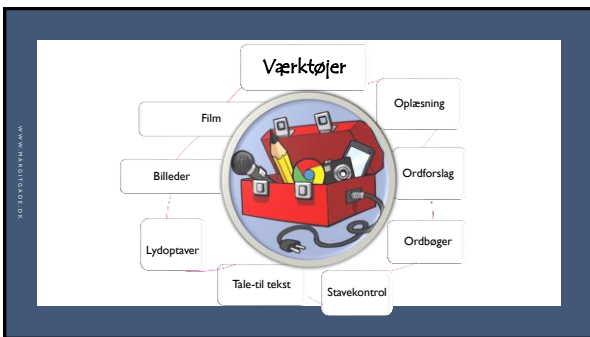 Værktøjer
Oplæsning
Ordforslag
Ordbøger
Stavekontrol
Tale-til tekst
Lydoptaver
Billeder
Film
WWW.MARGITGADE.DK